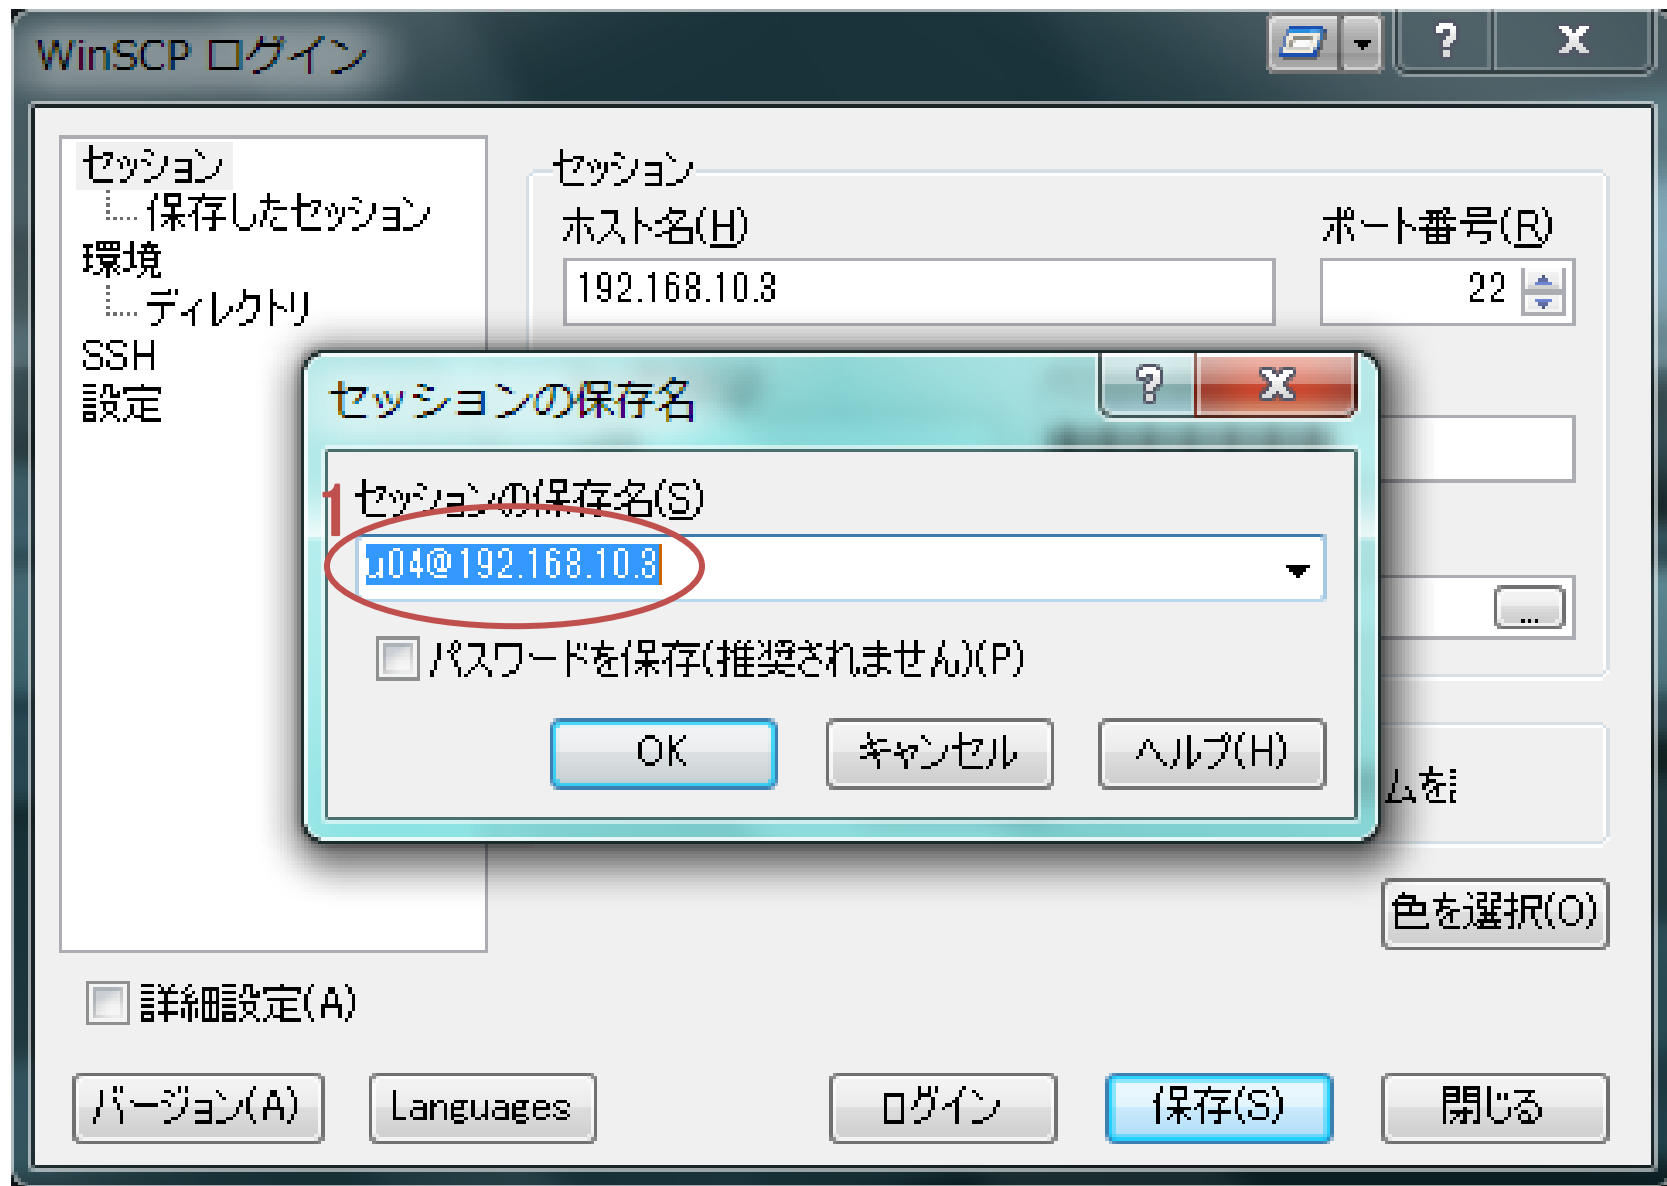 WinSCP ログイン
?
x
セッション
保存したセッション
環境
ディレクトリ
SSH
設定
セッション
ホスト名(H)
ポート番号(R)
192.168.10.3
22
セッションの保存名
?
x
1
セッションの保存名(S)
u04@192.168.10.3
パスワードを保存(推奨されません)(P)
OK
キャンセル
ヘルプ(H)
...
ムを
色を選択(O)
詳細設定(A)
バージョン(A)
Languages
ログイン
保存(S)
閉じる